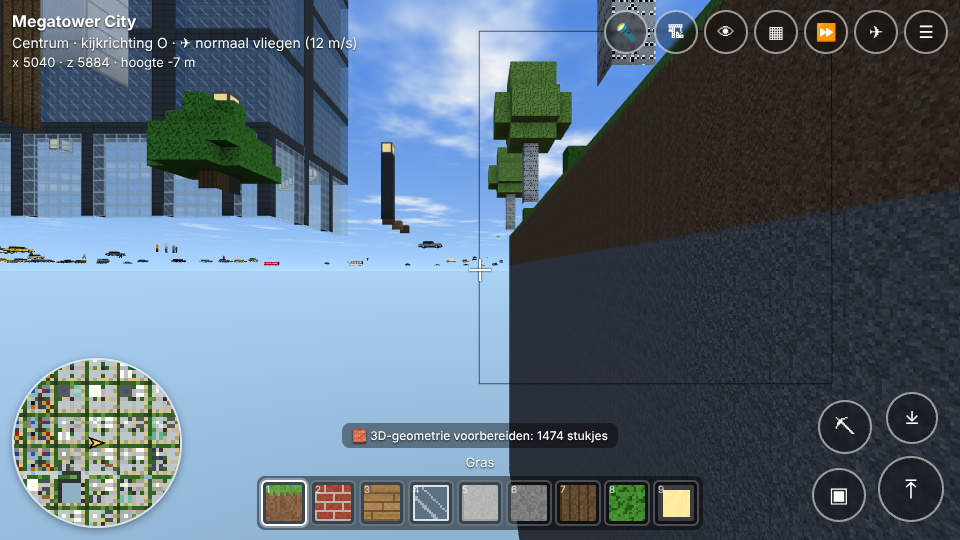 Megatower City
Centrum · kijkrichting O · ✈ normaal vliegen (12 m/s)
x 5040 · z 5884 · hoogte -7 m
🧱 3D-geometrie voorbereiden: 1474 stukjes
Gras
1 2 3 4 5 6 7 8 9